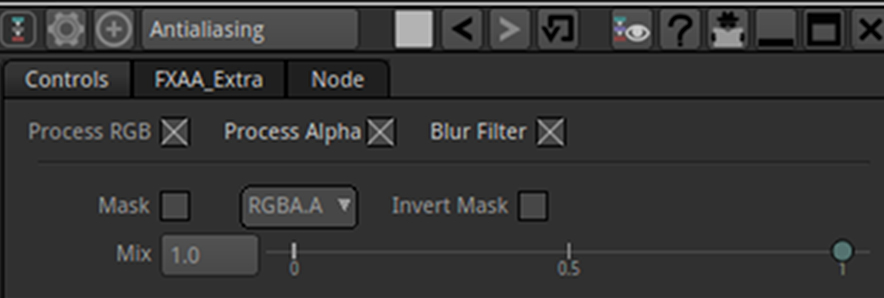 Antialiasing
Controls FXAA_Extra Node
Process RGB Process Alpha Blur Filter
Mask RGBA.A Invert Mask
Mix 1.0 0 0.5 1